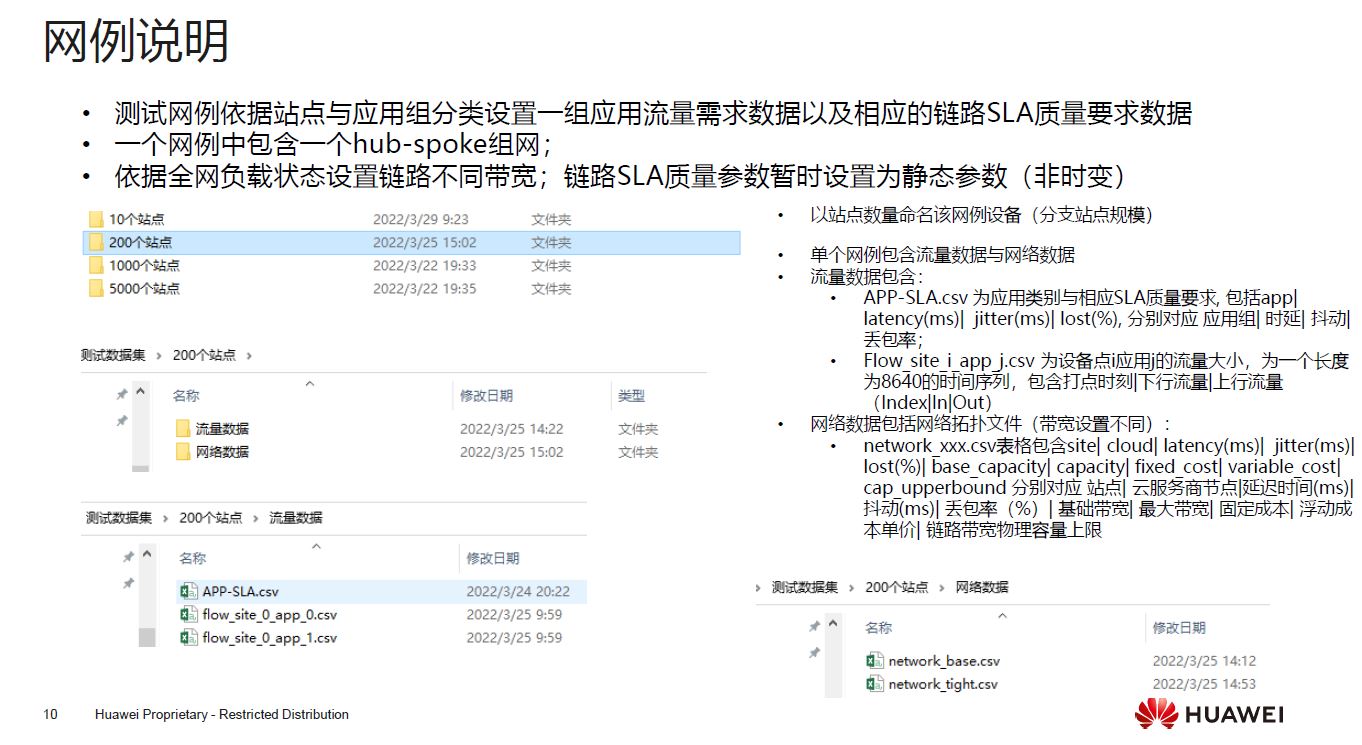 网例说明
• 测试网例依据站点与应用组分类设置一组应用流量需求数据以及相应的链路SLA质量要求数据
• 一个网例中包含一个hub-spoke组网；
• 依据全网负载状态设置链路不同带宽；链路SLA质量参数暂时设置为静态参数（非时变）
10个站点 2022/3/29 9:23 文件夹
200个站点 2022/3/25 15:02 文件夹
1000个站点 2022/3/22 19:33 文件夹
5000个站点 2022/3/22 19:35 文件夹
测试数据集 › 200个站点 ›
名称 修改日期 类型
流量数据 2022/3/25 14:22 文件夹
网络数据 2022/3/25 15:02 文件夹
测试数据集 › 200个站点 › 流量数据
名称 修改日期
APP-SLA.csv 2022/3/24 20:22
flow_site_0_app_0.csv 2022/3/25 9:59
flow_site_0_app_1.csv 2022/3/25 9:59
• 以站点数量命名该网例设备（分支站点规模）
• 单个网例包含流量数据与网络数据
• 流量数据包含：
• APP-SLA.csv 为应用类别与相应SLA质量要求, 包括app|
latency(ms)| jitter(ms)| lost(%), 分别对应 应用组| 时延| 抖动|
丢包率；
• Flow_site_i_app_j.csv 为设备点i应用j的流量大小，为一个长度
为8640的时间序列，包含打点时刻|下行流量|上行流量
（Index|In|Out）
• 网络数据包括网络拓扑文件（带宽设置不同）：
• network_xxx.csv表格包含site| cloud| latency(ms)| jitter(ms)|
lost(%)| base_capacity| capacity| fixed_cost| variable_cost|
cap_upperbound 分别对应 站点| 云服务商节点|延迟时间(ms)|
抖动(ms)| 丢包率（%）| 基础带宽| 最大带宽| 固定成本| 浮动成
本单价| 链路带宽物理容量上限
› 测试数据集 › 200个站点 › 网络数据
名称 修改日期
network_base.csv 2022/3/25 14:12
network_tight.csv 2022/3/25 14:53
10 Huawei Proprietary - Restricted Distribution
HUAWEI